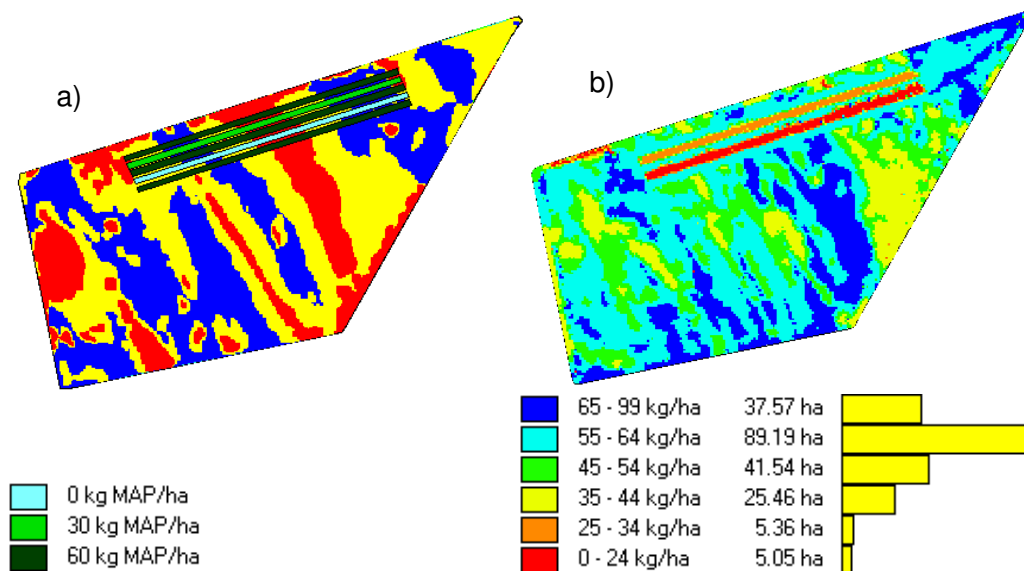 a)
b)
0 kg MAP/ha
30 kg MAP/ha
60 kg MAP/ha
65 - 99 kg/ha 37.57 ha
55 - 64 kg/ha 89.19 ha
45 - 54 kg/ha 41.54 ha
35 - 44 kg/ha 25.46 ha
25 - 34 kg/ha 5.36 ha
0 - 24 kg/ha 5.05 ha